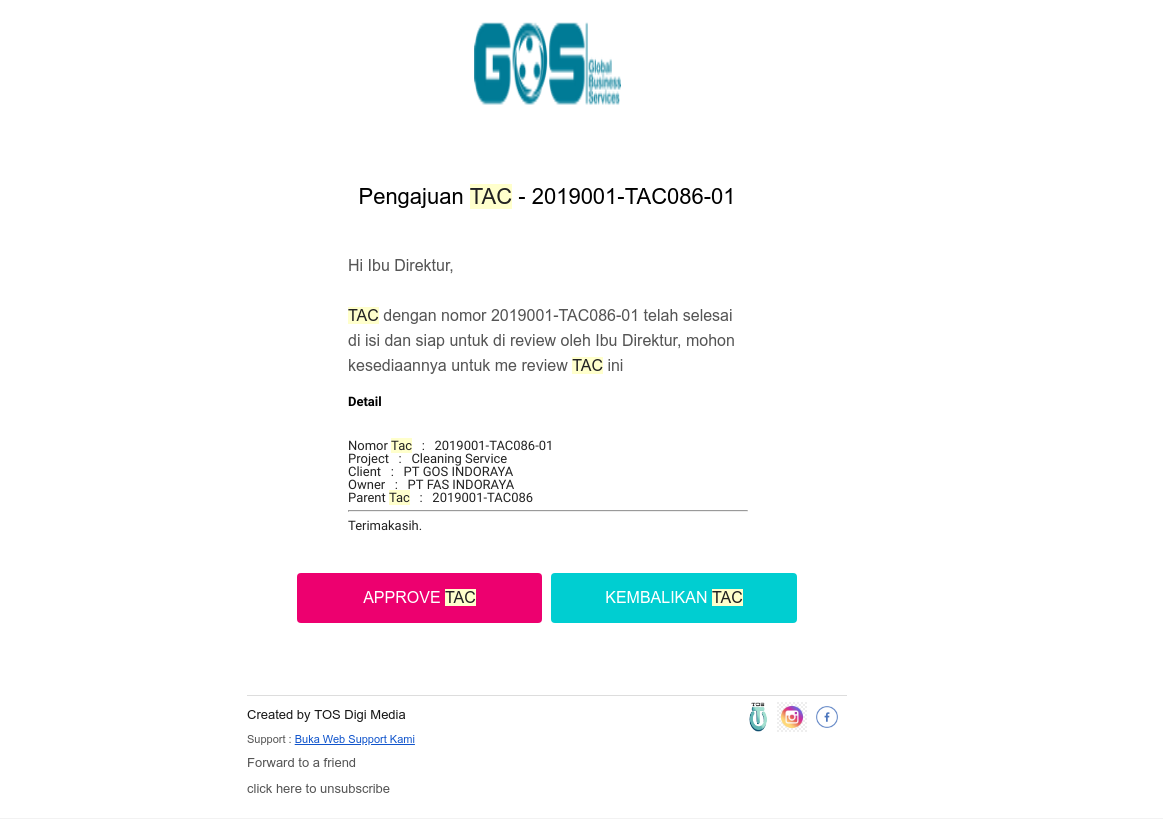 GOS
Global
Business
Services
Pengajuan TAC - 2019001-TAC086-01
Hi Ibu Direktur,
TAC dengan nomor 2019001-TAC086-01 telah selesai
di isi dan siap untuk di review oleh Ibu Direktur, mohon
kesediaannya untuk me review TAC ini
Detail
Nomor Tac : 2019001-TAC086-01
Project : Cleaning Service
Client : PT GOS INDORAYA
Owner : PT FAS INDORAYA
Parent Tac : 2019001-TAC086
Terimakasih.
APPROVE TAC
KEMBALIKAN TAC
Created by TOS Digi Media
TOS
Support : Buka Web Support Kami
Forward to a friend
click here to unsubscribe